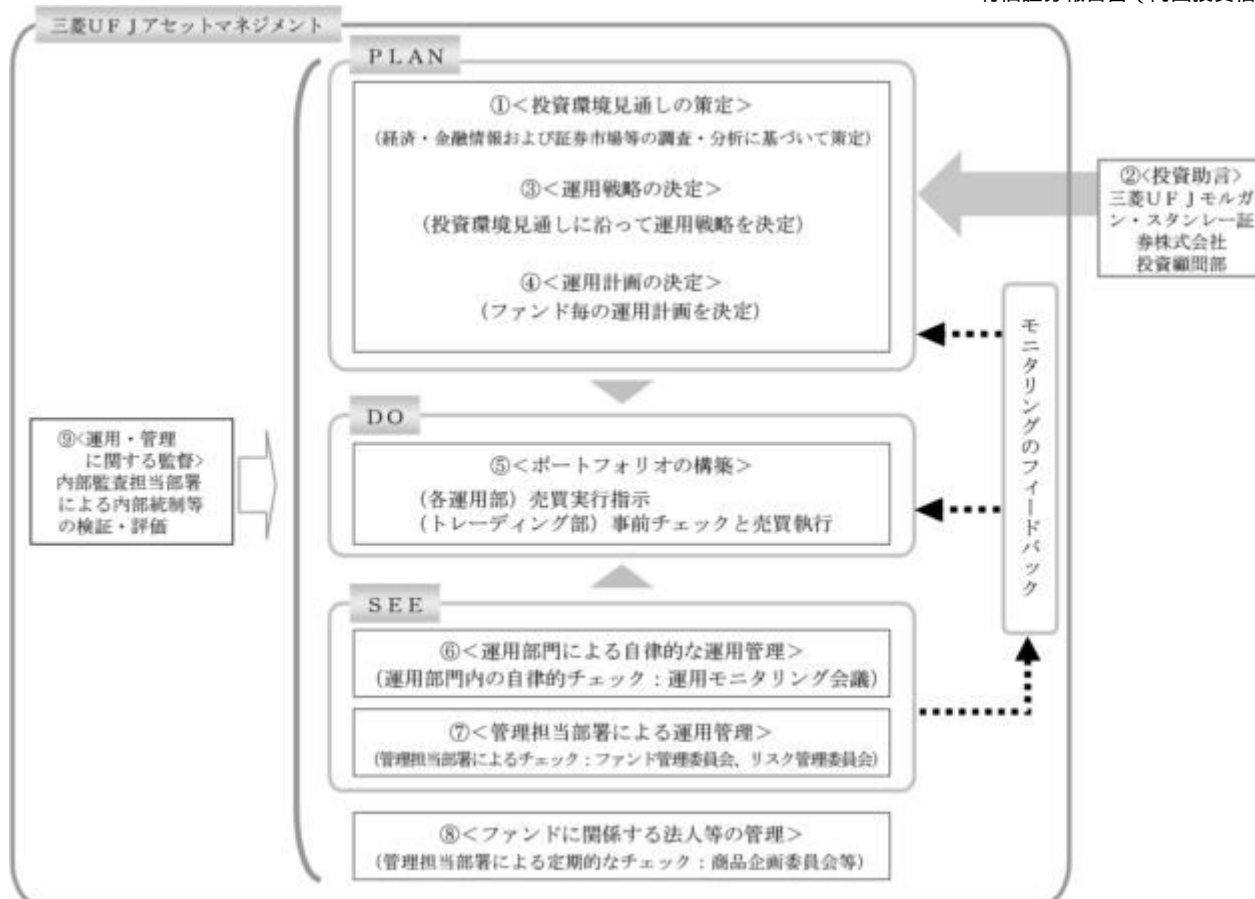 三菱UFJアセットマネジメント
PLAN
①<投資環境見通しの策定>
(経済・金融情報および証券市場等の調査・分析に基づいて策定)
③<運用戦略の決定>
(投資環境見通しに沿って運用戦略を決定)
④<運用計画の決定>
(ファンド毎の運用計画を決定)
②<投資助言>
三菱UFJモルガ
ン・スタンレー証
券株式会社
投資顧問部
モニタリングのフィードバック
DO
⑤<ポートフォリオの構築>
(各運用部)売買実行指示
(トレーディング部)事前チェックと売買執行
⑨<運用・管理
に関する監督>
内部監査担当部署
による内部統制等
の検証・評価
SEE
⑥<運用部門による自律的な運用管理>
(運用部門内の自律的チェック:運用モニタリング会議)
⑦<管理担当部署による運用管理>
(管理担当部署によるチェック:ファンド管理委員会、リスク管理委員会)
⑧<ファンドに関係する法人等の管理>
(管理担当部署による定期的なチェック:商品企画委員会等)